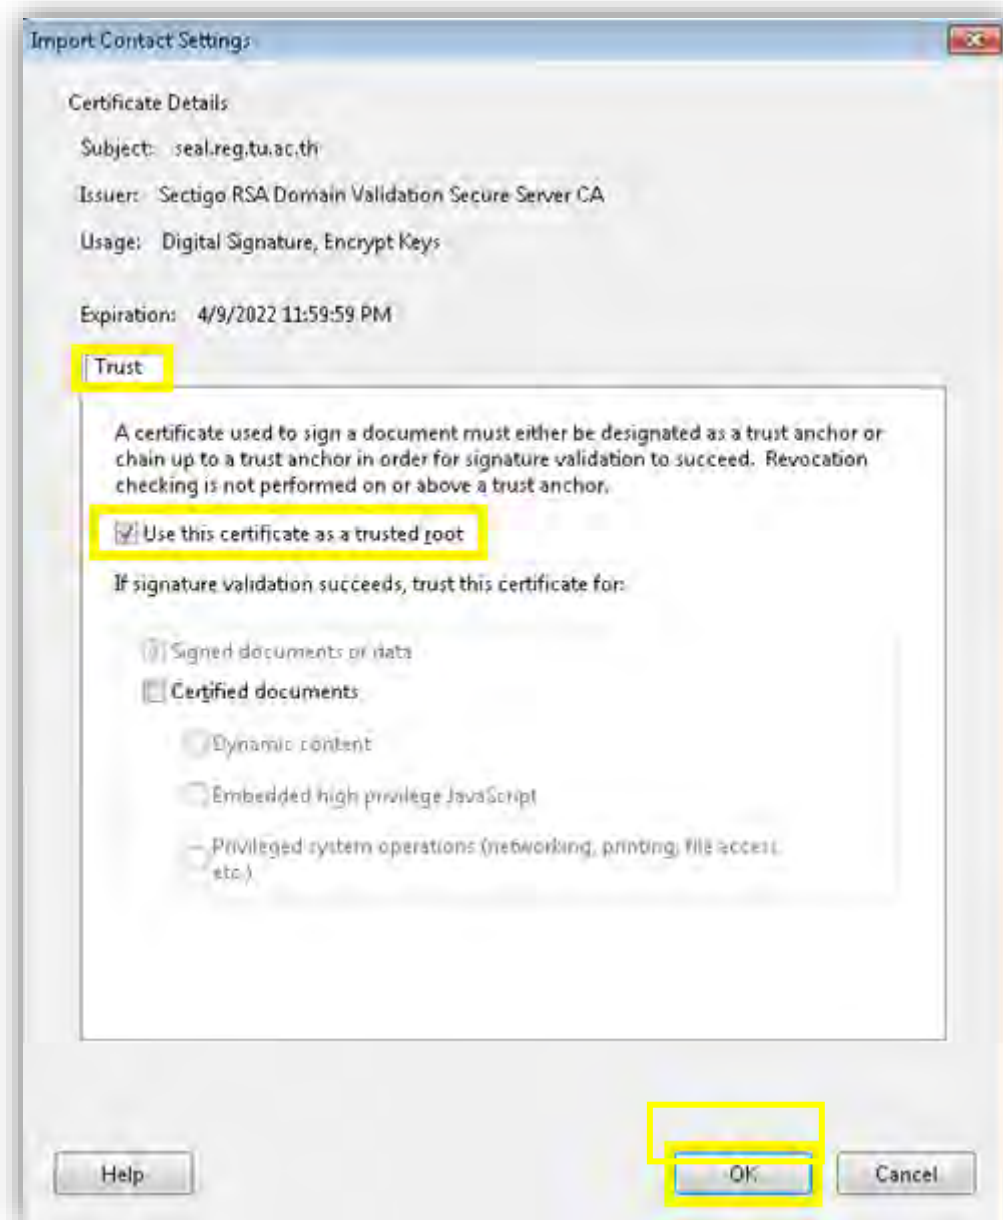 Import Contact Settings
Certificate Details
Subject: seal.reg.tu.ac.th
Issuer: Sectigo RSA Domain Validation Secure Server CA
Usage: Digital Signature, Encrypt Keys
Expiration: 4/9/2022 11:59:59 PM
Trust
A certificate used to sign a document must either be designated as a trust anchor or
chain up to a trust anchor in order for signature validation to succeed. Revocation
checking is not performed on or above a trust anchor.
Use this certificate as a trusted root
If signature validation succeeds, trust this certificate for:
Signed documents or data
Certified documents
Dynamic content
Embedded high privilege JavaScript
Privileged system operations (networking, printing, file access,
etc.)
Help OK Cancel